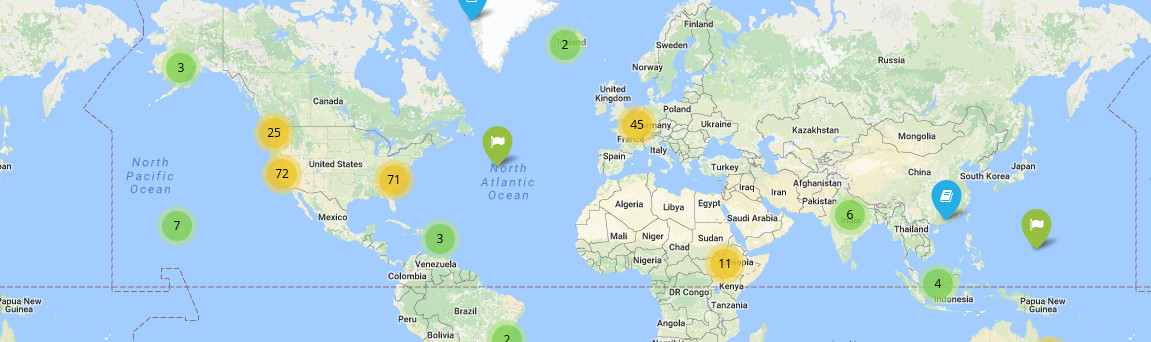 Finland
2
Sweden
Russia
3
Norway
Canada
United
Kingdom
Poland
45
Ukraine
Kazakhstan
Mongolia
25
France
Italy
Spain
Turkey
Japan
North
Pacific
Ocean
United States
72
71
North
Atlantic
Ocean
China
South Korea
Iraq
Iran
Afghanistan
Pakistan
Algeria
Libya
Egypt
Saudi Arabia
Mexico
7
6
India
Thailand
3
Mali
Niger
Chad
Sudan
Nigeria
11
Venezuela
Colombia
Kenya
4
Indonesia
DR Congo
Papua New
Guinea
Tanzania
Papua New
Guinea
Peru
Brazil
Angola
Bolivia
2